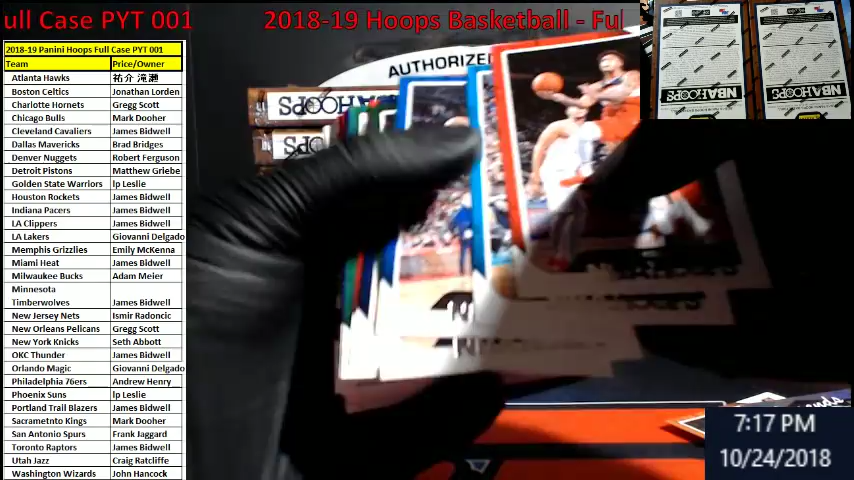 ull Case PYT 001
2018-19 Hoops Basketball - Ful
2018-19 Panini Hoops Full Case PYT 001
Team Price/Owner
Atlanta Hawks 祐介 滝瀞
Boston Celtics Jonathan Lorden
Charlotte Hornets Gregg Scott
Chicago Bulls Mark Dooher
Cleveland Cavaliers James Bidwell
Dallas Mavericks Brad Bridges
Denver Nuggets Robert Ferguson
Detroit Pistons Matthew Griebe
Golden State Warriors lp Leslie
Houston Rockets James Bidwell
Indiana Pacers James Bidwell
LA Clippers James Bidwell
LA Lakers Giovanni Delgado
Memphis Grizzlies Emily McKenna
Miami Heat James Bidwell
Milwaukee Bucks Adam Meier
Minnesota
Timberwolves James Bidwell
New Jersey Nets Ismir Radoncic
New Orleans Pelicans Gregg Scott
New York Knicks Seth Abbott
OKC Thunder James Bidwell
Orlando Magic Giovanni Delgado
Philadelphia 76ers Andrew Henry
Phoenix Suns lp Leslie
Portland Trail Blazers James Bidwell
Sacrametnto Kings Mark Dooher
San Antonio Spurs Frank Jaggard
Toronto Raptors James Bidwell
Utah Jazz Craig Ratcliffe
Washington Wizards John Hancock
AUTHORIZE
HOOPS
HOOPS
NBA HOOPS
NBA HOOPS
7:17 PM
10/24/2018